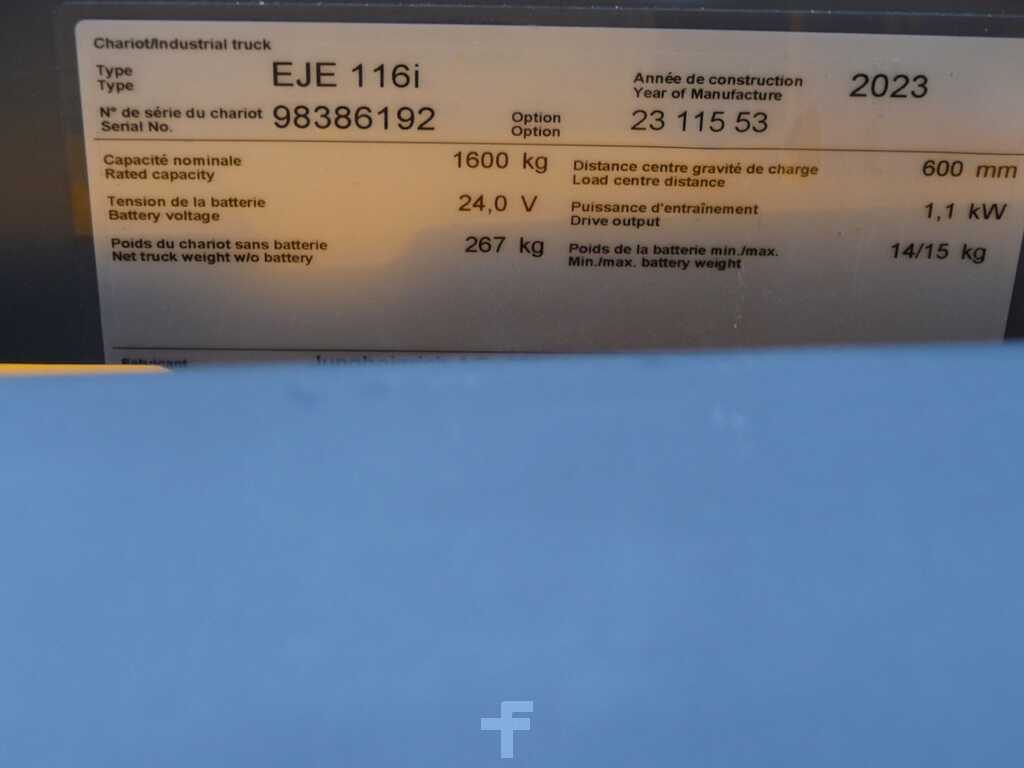 Chariot/Industrial truck
Type EJE 116i Année de construction 2023
Type Year of Manufacture
N° de série du chariot 98386192 Option 23 115 53
Serial No. Option
Capacité nominale 1600 kg Distance centre gravité de charge 600 mm
Rated capacity Load centre distance
Tension de la batterie 24,0 V Puissance d'entraînement 1,1 kW
Battery voltage Drive output
Poids du chariot sans batterie 267 kg Poids de la batterie min./max. 14/15 kg
Net truck weight w/o battery Min./max. battery weight
Fabricant